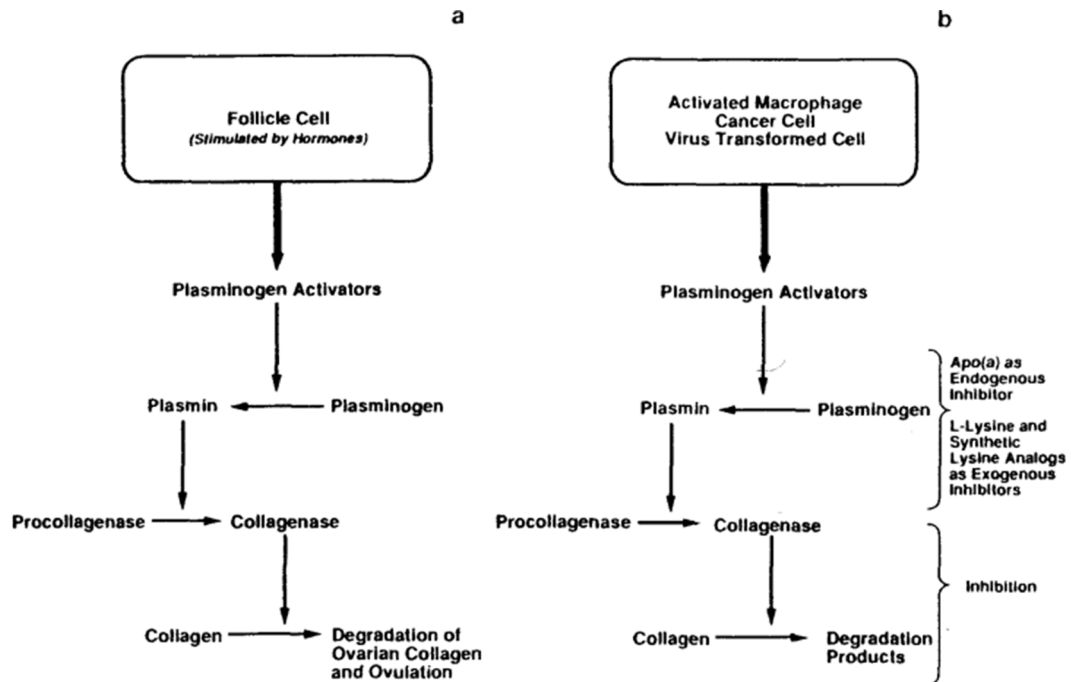 a
Follicle Cell
(Stimulated by Hormones)
Plasminogen Activators
Plasmin
Plasminogen
Procollagenase
Collagenase
Collagen
Degradation of
Ovarian Collagen
and Ovulation
b
Activated Macrophage
Cancer Cell
Virus Transformed Cell
Plasminogen Activators
Plasmin
Plasminogen
Apo(a) as
Endogenous
Inhibitor
L-Lysine and
Synthetic
Lysine Analogs
as Exogenous
Inhibitors
Procollagenase
Collagenase
Inhibition
Collagen
Degradation
Products